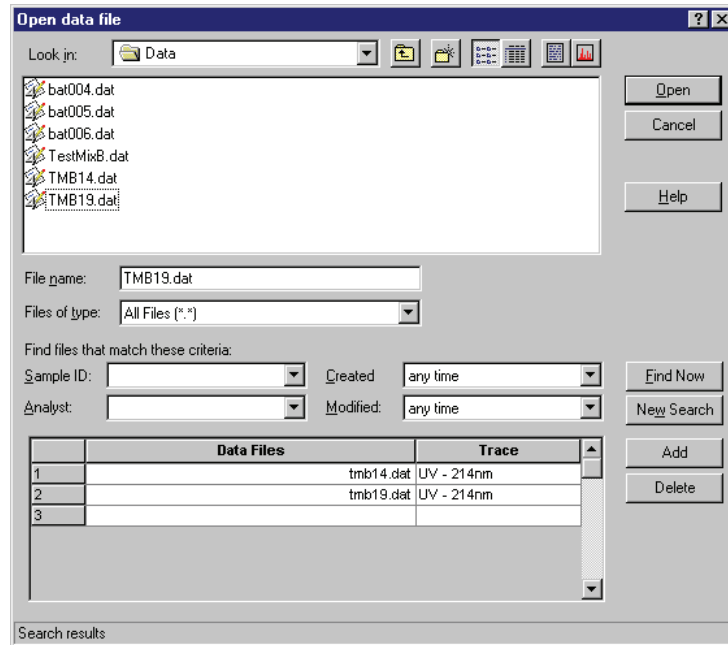 Open data file
Look in: Data
bat004.dat
bat005.dat
bat006.dat
TestMixB.dat
TMB14.dat
TMB19.dat
Open
Cancel
Help
File name: TMB19.dat
Files of type: All Files (*.*)
Find files that match these criteria:
Sample ID: Created any time Find Now
Analyst: Modified: any time New Search
Data Files Trace Add
1 tmb14.dat UV - 214nm
2 tmb19.dat UV - 214nm Delete
3
Search results